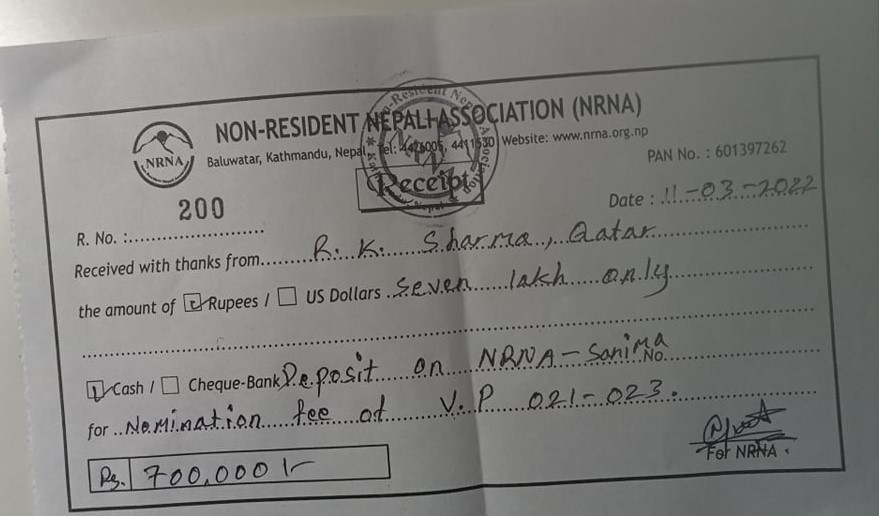 NRNA
NON-RESIDENT NEPALI ASSOCIATION (NRNA)
Baluwatar, Kathmandu, Nepal, Tel: 4426005, 4411530 Website: www.nrna.org.np
PAN No. : 601397262
Receipt
Date : 11-03-2022
200
R. No. :
Received with thanks from R. K. Sharma, Qatar
the amount of Rupees / US Dollars Seven lakh only
Cash / Cheque-Bank Deposit on NRNA-Sanima No.
for Nomination fee of V.P 021-023.
Rs. 700,000/-
For NRNA